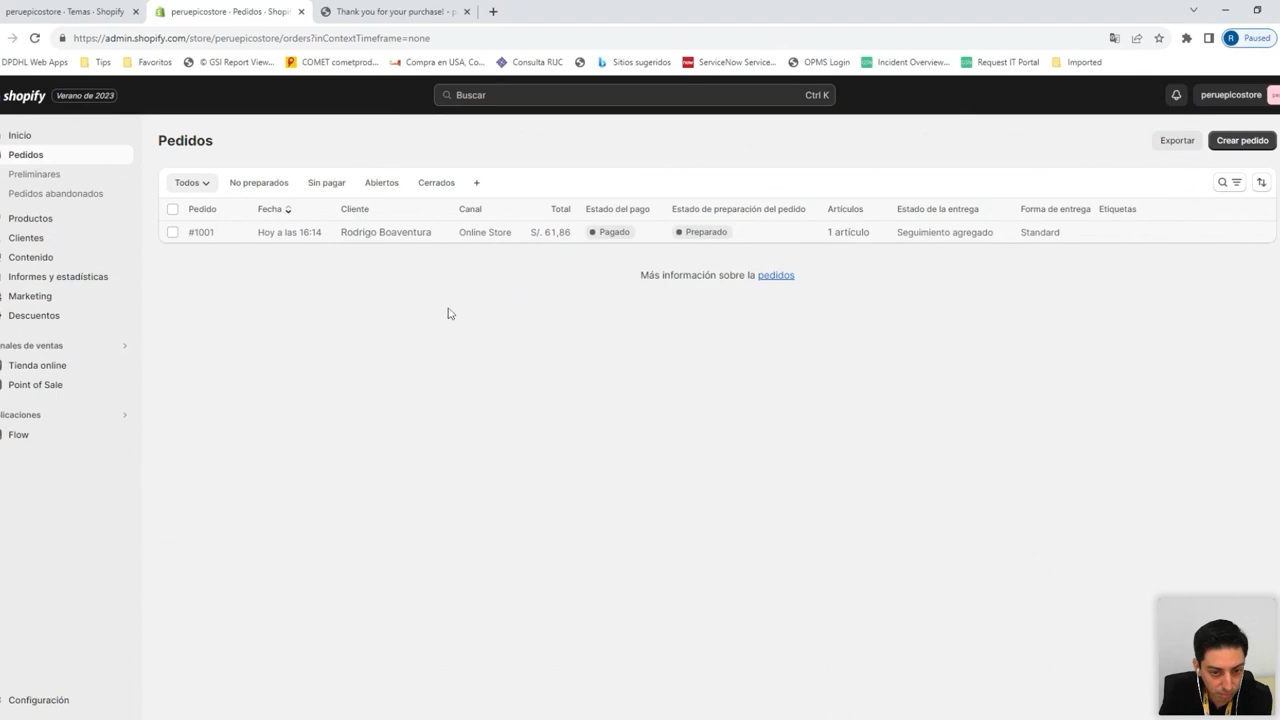 peruepicostore · Temas · Shopify
peruepicostore · Pedidos · Shopif
Thank you for your purchase! - p
https://admin.shopify.com/store/peruepicostore/orders?inContextTimeframe=none
R Paused
DPDHL Web Apps
Tips
Favoritos
© GSI Report View...
COMET cometprod...
Compra en USA, Co...
Consulta RUC
Sitios sugeridos
ServiceNow Service...
OPMS Login
Incident Overview...
Request IT Portal
Imported
shopify
Verano de 2023
Buscar
Ctrl K
peruepicostore
Inicio
Pedidos
Preliminares
Pedidos abandonados
Productos
Clientes
Contenido
Informes y estadísticas
Marketing
Descuentos
nales de ventas
Tienda online
Point of Sale
licaciones
Flow
Configuración
Pedidos
Exportar
Crear pedido
Todos
No preparados
Sin pagar
Abiertos
Cerrados
+
Pedido Fecha Cliente Canal Total Estado del pago Estado de preparación del pedido Artículos Estado de la entrega Forma de entrega Etiquetas
#1001 Hoy a las 16:14 Rodrigo Boaventura Online Store S/. 61,86 Pagado Preparado 1 artículo Seguimiento agregado Standard
Más información sobre la pedidos